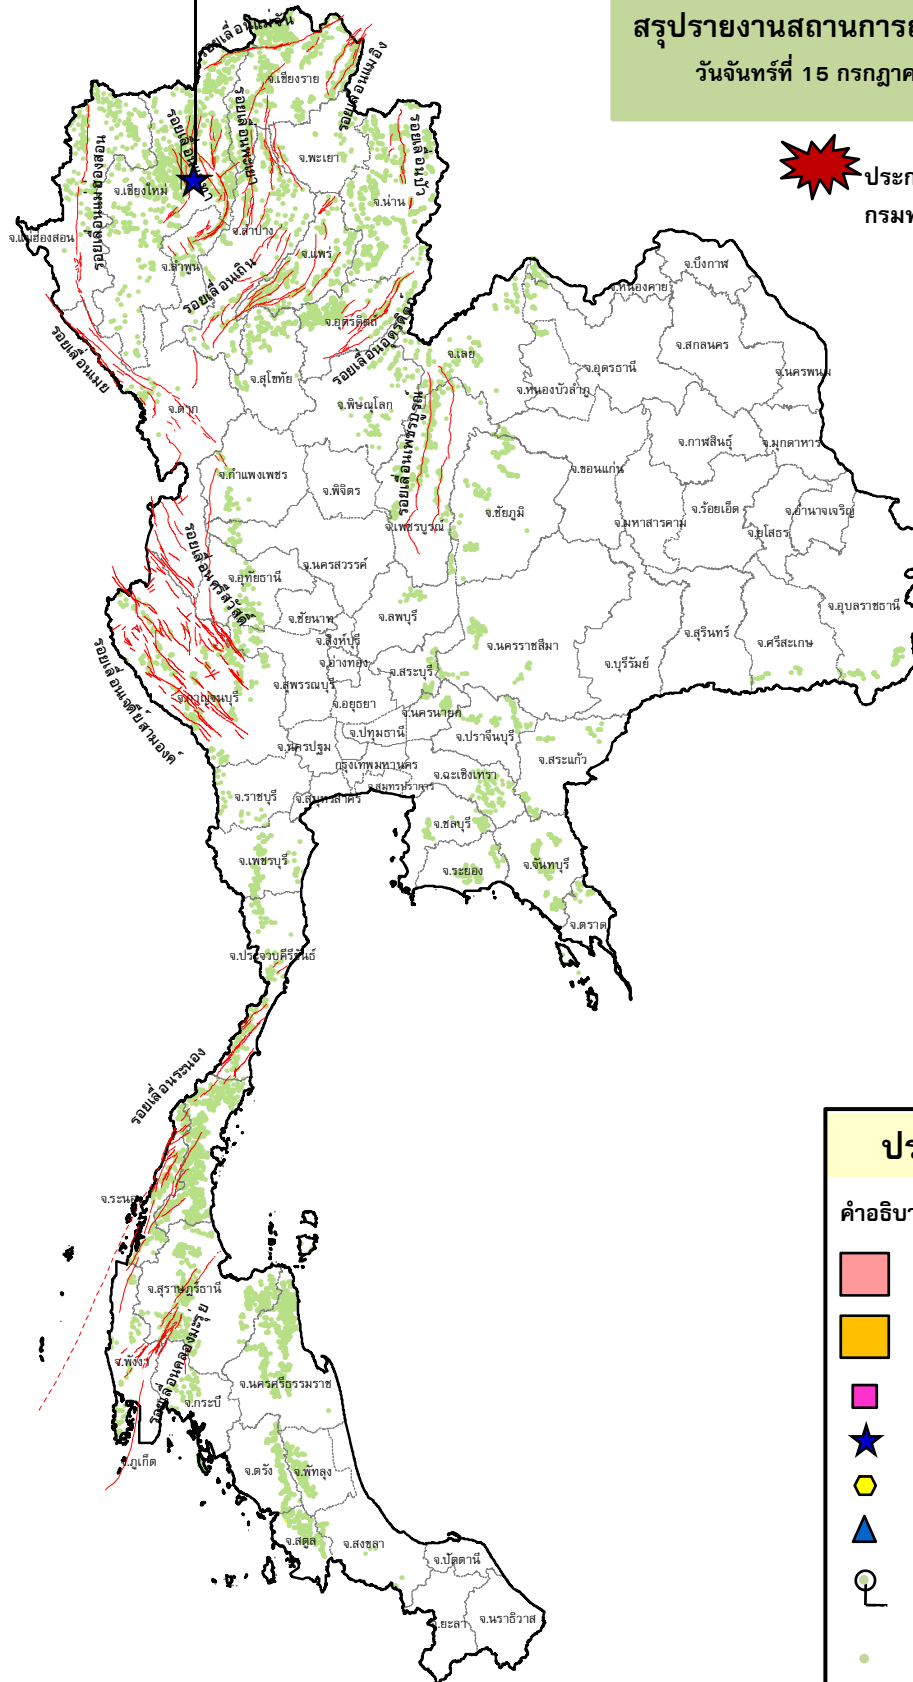 สรุปรายงานสถานการณ์
วันจันทร์ที่ 15 กรกฎาค
ประก
กรมท
รอยเลื่อนแม่จัน
รอยเลื่อนแม่อิง
จ.เชียงราย
รอยเลื่อนพะเยา
รอยเลื่อนปัว
จ.พะเยา
รอยเลื่อนแม่ฮ่องสอน
จ.เชียงใหม่
จ.น่าน
จ.แม่ฮ่องสอน
จ.ลำปาง
จ.แพร่
จ.ลำพูน
รอยเลื่อนเถิน
จ.บึงกาฬ
จ.หนองคาย
จ.อุตรดิตถ์
รอยเลื่อนอุตรดิตถ์
จ.สกลนคร
จ.เลย
จ.อุดรธานี
จ.นครพนม
รอยเลื่อนเมย
จ.สุโขทัย
จ.หนองบัวลำภู
จ.ตาก
จ.พิษณุโลก
รอยเลื่อนเพชรบูรณ์
จ.กาฬสินธุ์
จ.มุกดาหาร
จ.กำแพงเพชร
จ.พิจิตร
จ.ขอนแก่น
จ.ชัยภูมิ
จ.ร้อยเอ็ด
จ.อำนาจเจริญ
จ.เพชรบูรณ์
จ.มหาสารคาม
จ.ยโสธร
รอยเลื่อนศรีสวัสดิ์
จ.นครสวรรค์
จ.อุทัยธานี
จ.อุบลราชธานี
จ.ชัยนาท
จ.ลพบุรี
จ.สิงห์บุรี
จ.นครราชสีมา
จ.สุรินทร์
จ.ศรีสะเกษ
จ.อ่างทอง
จ.บุรีรัมย์
จ.สระบุรี
จ.สุพรรณบุรี
รอยเลื่อนเจดีย์สามองค์
จ.กาญจนบุรี
จ.อยุธยา
จ.นครนายก
จ.ปทุมธานี
จ.ปราจีนบุรี
จ.นครปฐม
จ.สระแก้ว
กรุงเทพมหานคร
จ.ฉะเชิงเทรา
จ.สมุทรปราการ
จ.ราชบุรี
จ.สมุทรสาคร
จ.ชลบุรี
จ.เพชรบุรี
จ.ระยอง
จ.จันทบุรี
จ.ตราด
จ.ประจวบคีรีขันธ์
รอยเลื่อนระนอง
จ.ระนอง
จ.สุราษฎร์ธานี
รอยเลื่อนคลองมะรุ่ย
จ.พังงา
จ.นครศรีธรรมราช
จ.กระบี่
จ.ภูเก็ต
จ.ตรัง
จ.พัทลุง
จ.สตูล
จ.สงขลา
จ.ปัตตานี
จ.ยะลา
จ.นราธิวาส
ปร
คำอธิบา